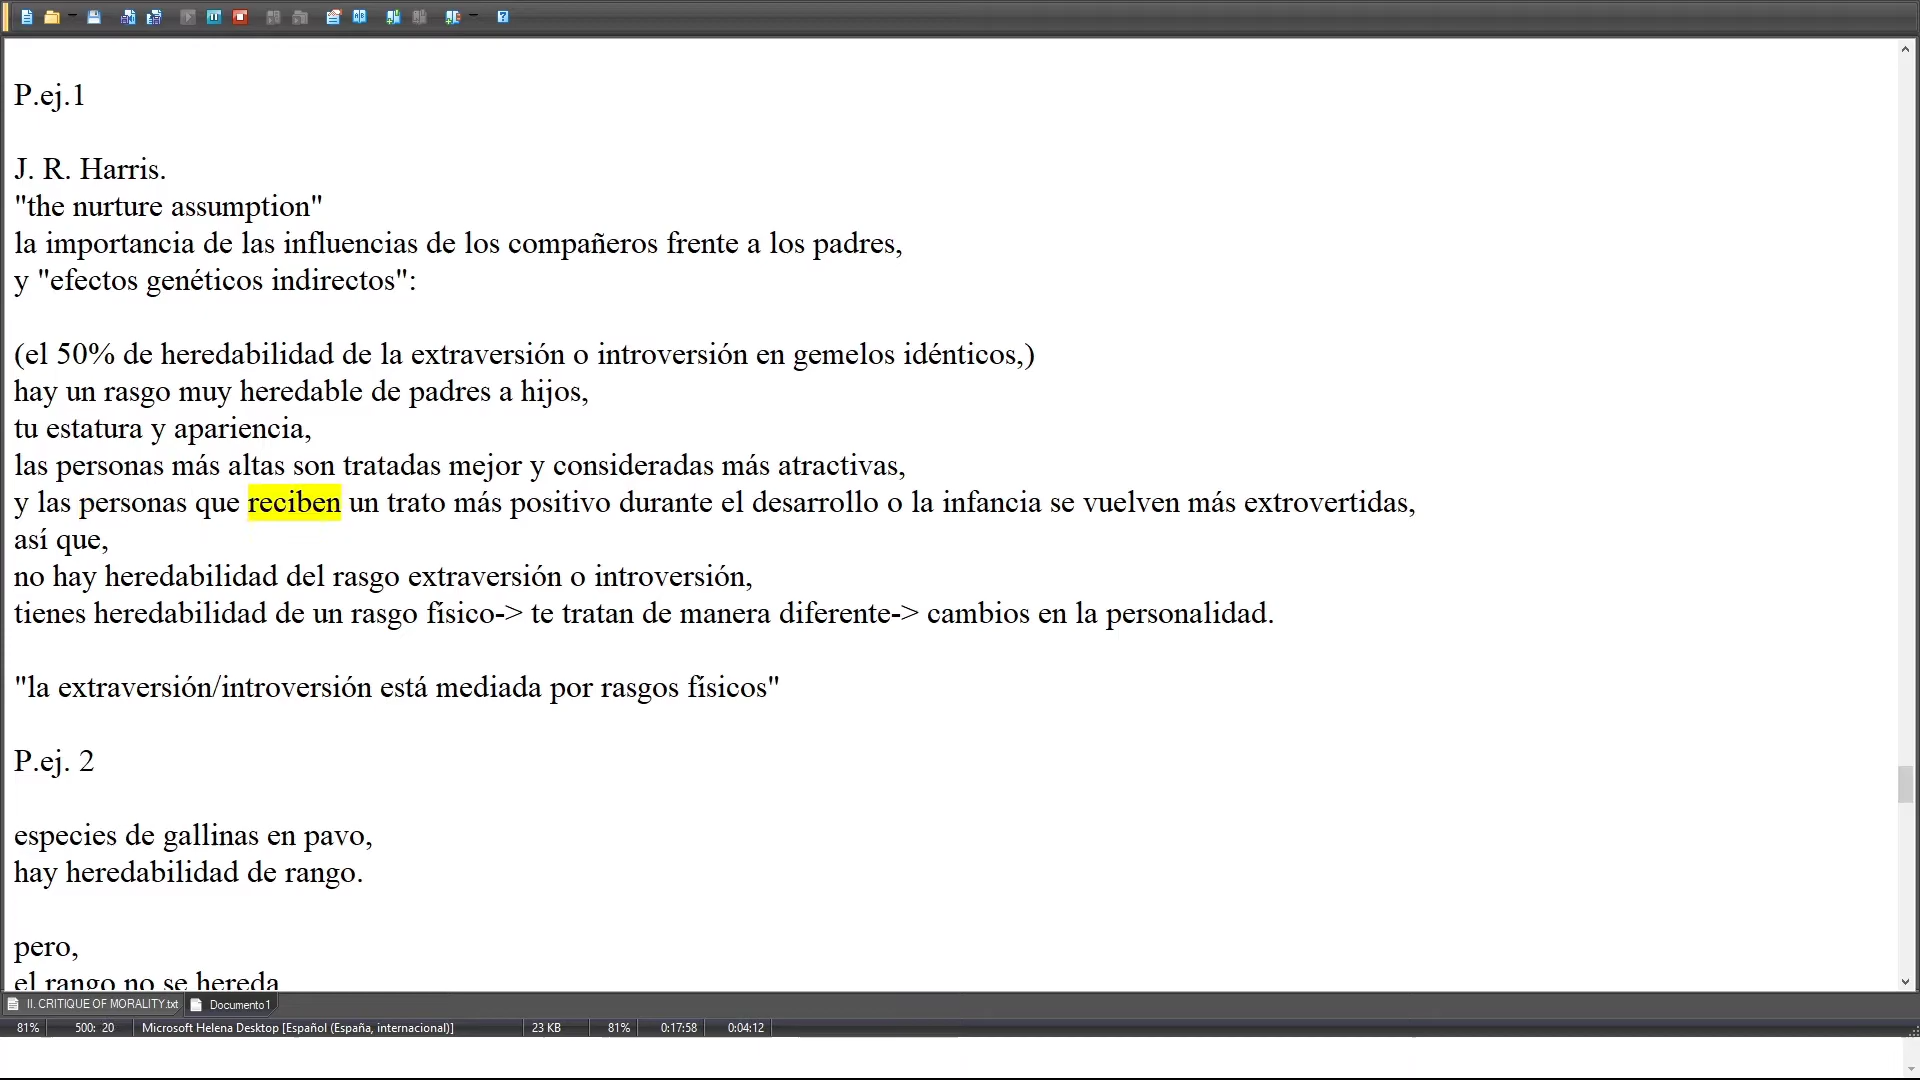 P.ej.1
J. R. Harris.
"the nurture assumption"
la importancia de las influencias de los compañeros frente a los padres,
y "efectos genéticos indirectos":
(el 50% de heredabilidad de la extraversión o introversión en gemelos idénticos,)
hay un rasgo muy heredable de padres a hijos,
tu estatura y apariencia,
las personas más altas son tratadas mejor y consideradas más atractivas,
y las personas que reciben un trato más positivo durante el desarrollo o la infancia se vuelven más extrovertidas,
así que,
no hay heredabilidad del rasgo extraversión o introversión,
tienes heredabilidad de un rasgo físico-> te tratan de manera diferente-> cambios en la personalidad.
"la extraversión/introversión está mediada por rasgos físicos"
P.ej. 2
especies de gallinas en pavo,
hay heredabilidad de rango.
pero,
el rango no se hereda
II. CRITIQUE OF MORALITY.txt Documento1
81% 500: 20 Microsoft Helena Desktop [Español (España, internacional)] 23 KB 81% 0:17:58 0:04:12